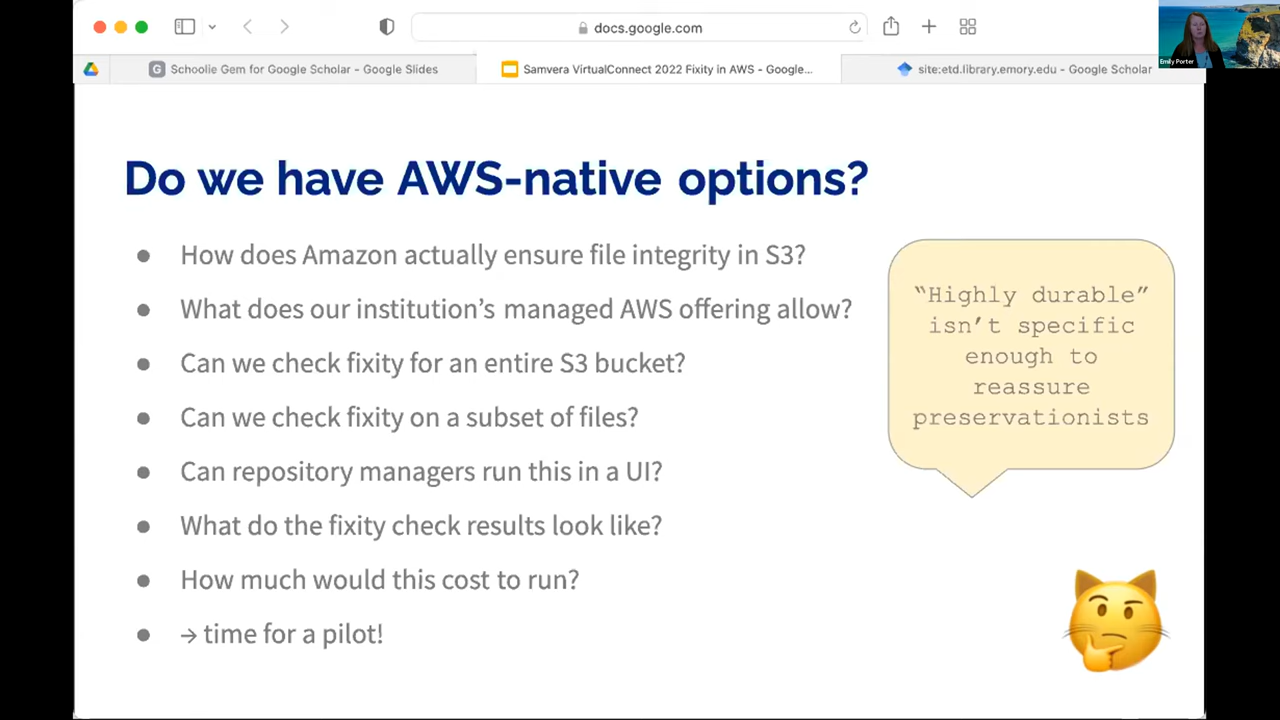 docs.google.com
Schoolie Gem for Google Scholar - Google Slides
Samvera VirtualConnect 2022 Fixity in AWS - Google...
site:etd.library.emory.edu - Google Scholar
Emily Porter
Do we have AWS-native options?
● How does Amazon actually ensure file integrity in S3?
● What does our institution’s managed AWS offering allow?
● Can we check fixity for an entire S3 bucket?
● Can we check fixity on a subset of files?
● Can repository managers run this in a UI?
● What do the fixity check results look like?
● How much would this cost to run?
● → time for a pilot!
“Highly durable”
isn’t specific
enough to
reassure
preservationists